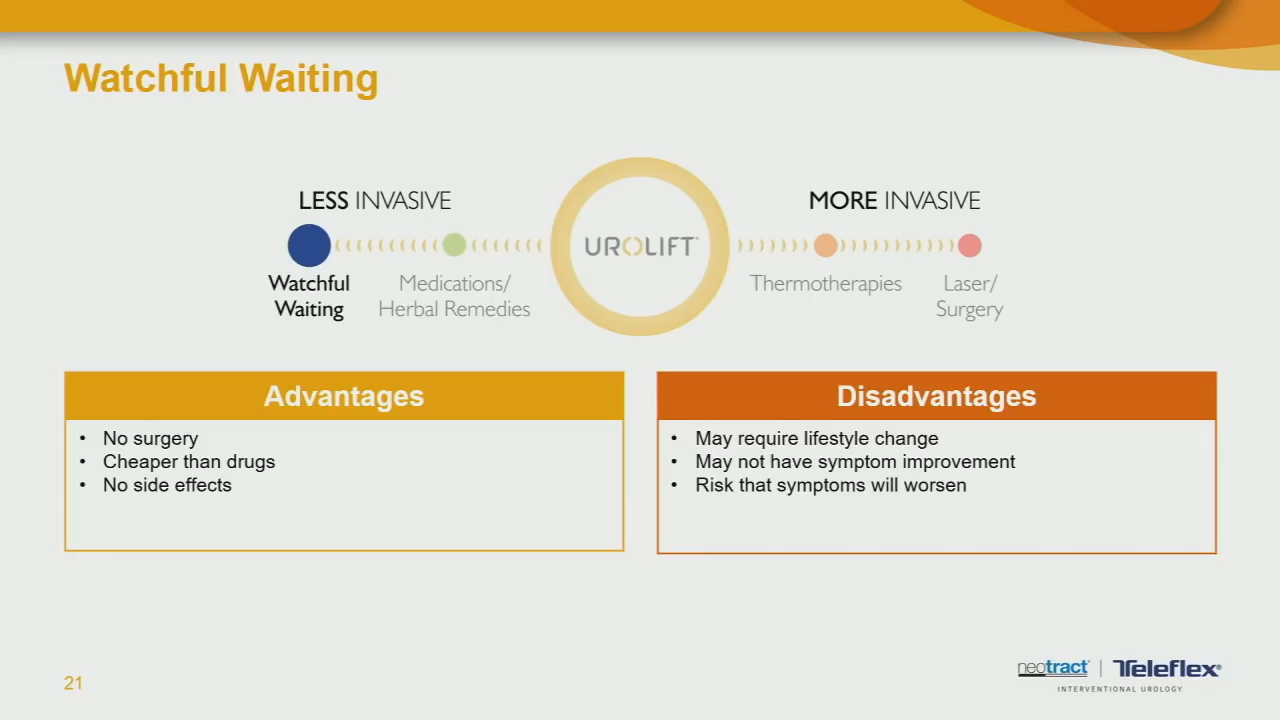 Watchful Waiting
LESS INVASIVE
MORE INVASIVE
UROLIFT®
Watchful
Waiting
Medications/
Herbal Remedies
Thermotherapies
Laser/
Surgery
Advantages
• No surgery
• Cheaper than drugs
• No side effects
Disadvantages
• May require lifestyle change
• May not have symptom improvement
• Risk that symptoms will worsen
21
neotract® | Teleflex®
INTERVENTIONAL UROLOGY